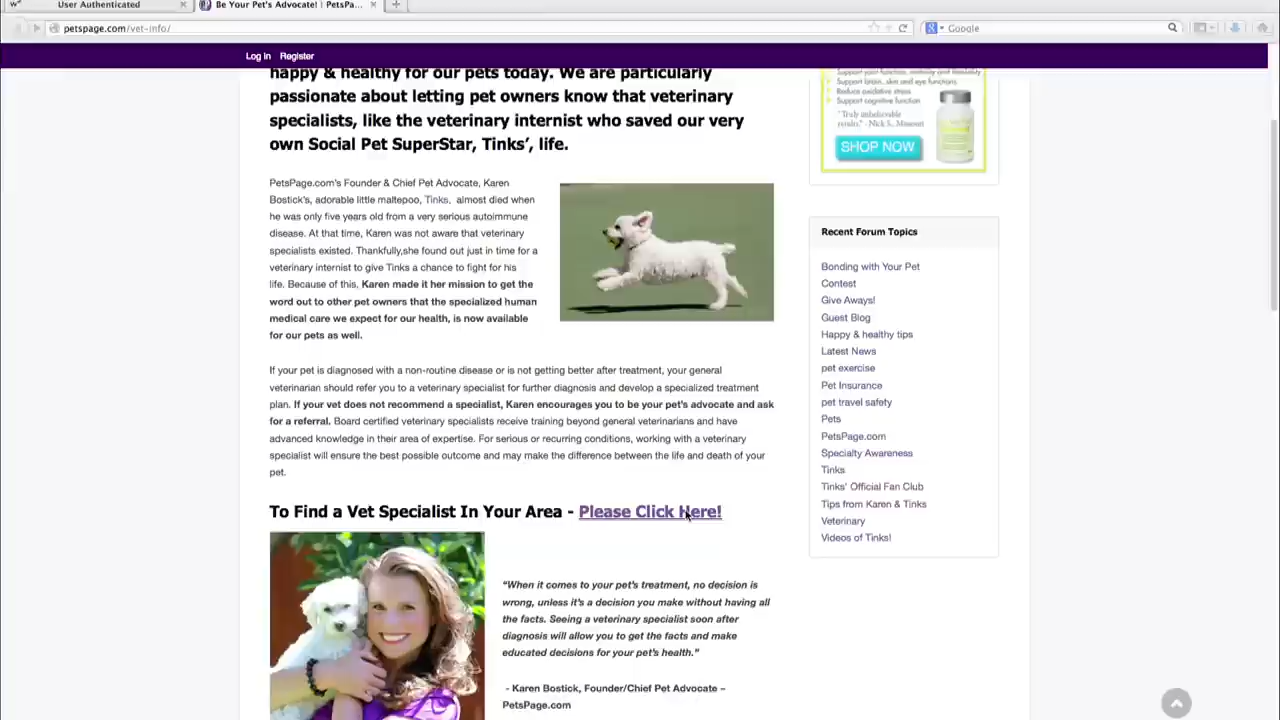 User Authenticated
Be Your Pet's Advocate! | PetsPa...
petspage.com/vet-info/
Google
Log In Register
happy & healthy for our pets today. We are particularly
passionate about letting pet owners know that veterinary
specialists, like the veterinary internist who saved our very
own Social Pet SuperStar, Tinks', life.
PetsPage.com's Founder & Chief Pet Advocate, Karen
Bostick's, adorable little maltepoo, Tinks, almost died when
he was only five years old from a very serious autoimmune
disease. At that time, Karen was not aware that veterinary
specialists existed. Thankfully,she found out just in time for a
veterinary internist to give Tinks a chance to fight for his
life. Because of this, Karen made it her mission to get the
word out to other pet owners that the specialized human
medical care we expect for our health, is now available
for our pets as well.
If your pet is diagnosed with a non-routine disease or is not getting better after treatment, your general
veterinarian should refer you to a veterinary specialist for further diagnosis and develop a specialized treatment
plan. If your vet does not recommend a specialist, Karen encourages you to be your pet's advocate and ask
for a referral. Board certified veterinary specialists receive training beyond general veterinarians and have
advanced knowledge in their area of expertise. For serious or recurring conditions, working with a veterinary
specialist will ensure the best possible outcome and may make the difference between the life and death of your
pet.
To Find a Vet Specialist In Your Area - Please Click Here!
"When it comes to your pet's treatment, no decision is
wrong, unless it's a decision you make without having all
the facts. Seeing a veterinary specialist soon after
diagnosis will allow you to get the facts and make
educated decisions for your pet's health."
- Karen Bostick, Founder/Chief Pet Advocate –
PetsPage.com
Support brain, skin and eye functions
Reduce oxidative stress
Support cognitive function
"Truly unbelievable
results." - Nick S., Missouri
SHOP NOW
Recent Forum Topics
Bonding with Your Pet
Contest
Give Aways!
Guest Blog
Happy & healthy tips
Latest News
pet exercise
Pet Insurance
pet travel safety
Pets
PetsPage.com
Specialty Awareness
Tinks
Tinks' Official Fan Club
Tips from Karen & Tinks
Veterinary
Videos of Tinks!